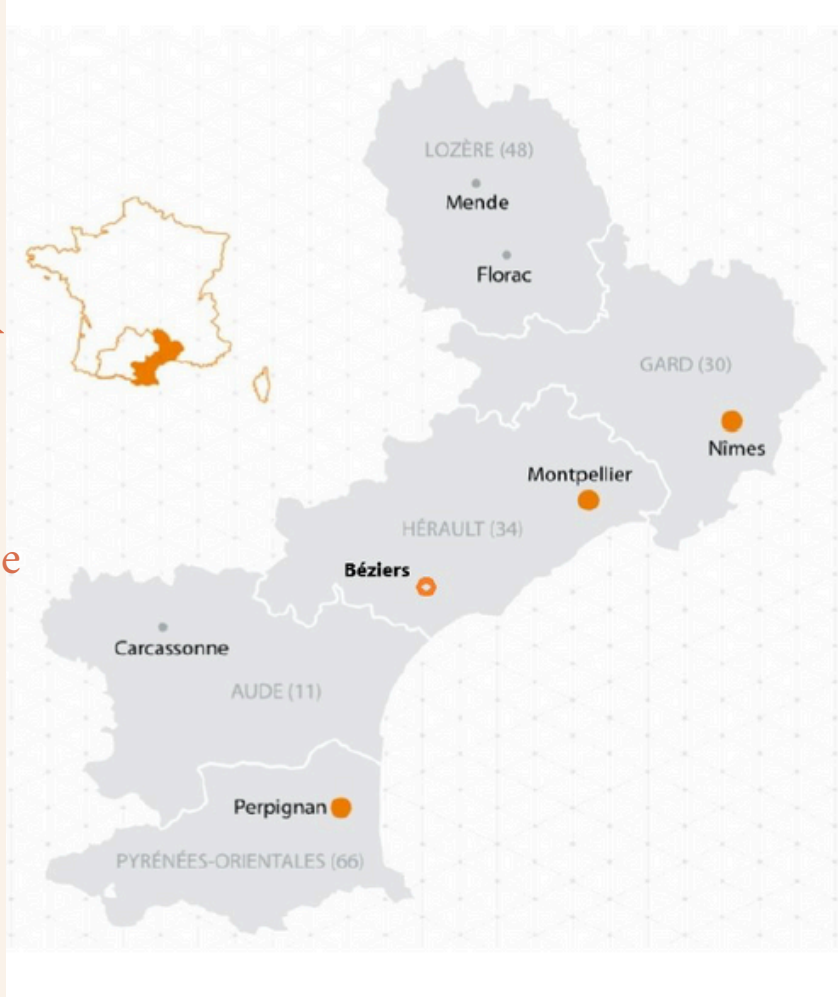 LOZÈRE (48)
Mende
Florac
GARD (30)
Nîmes
Montpellier
HÉRAULT (34)
Béziers
e
Carcassonne
AUDE (11)
Perpignan
PYRÉNÉES-ORIENTALES (66)